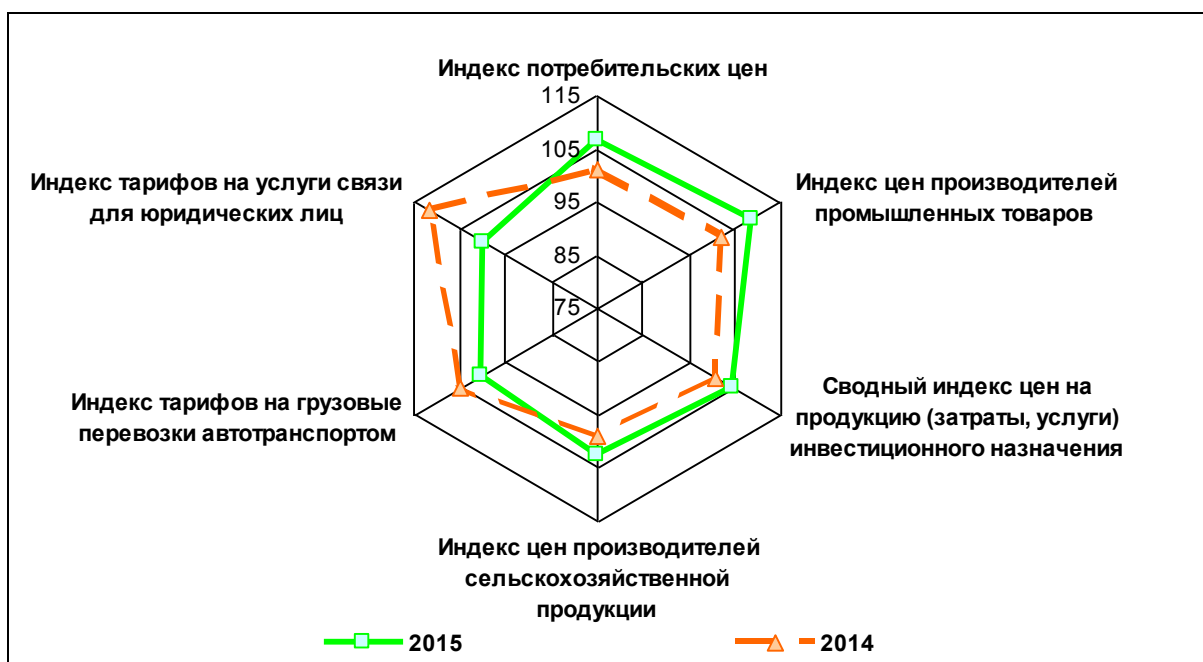 Индекс потребительских цен
115
105
95
85
75
Индекс цен производителей
промышленных товаров
Сводный индекс цен на
продукцию (затраты, услуги)
инвестиционного назначения
Индекс цен производителей
сельскохозяйственной
продукции
Индекс тарифов на грузовые
перевозки автотранспортом
Индекс тарифов на услуги связи
для юридических лиц
2015
2014